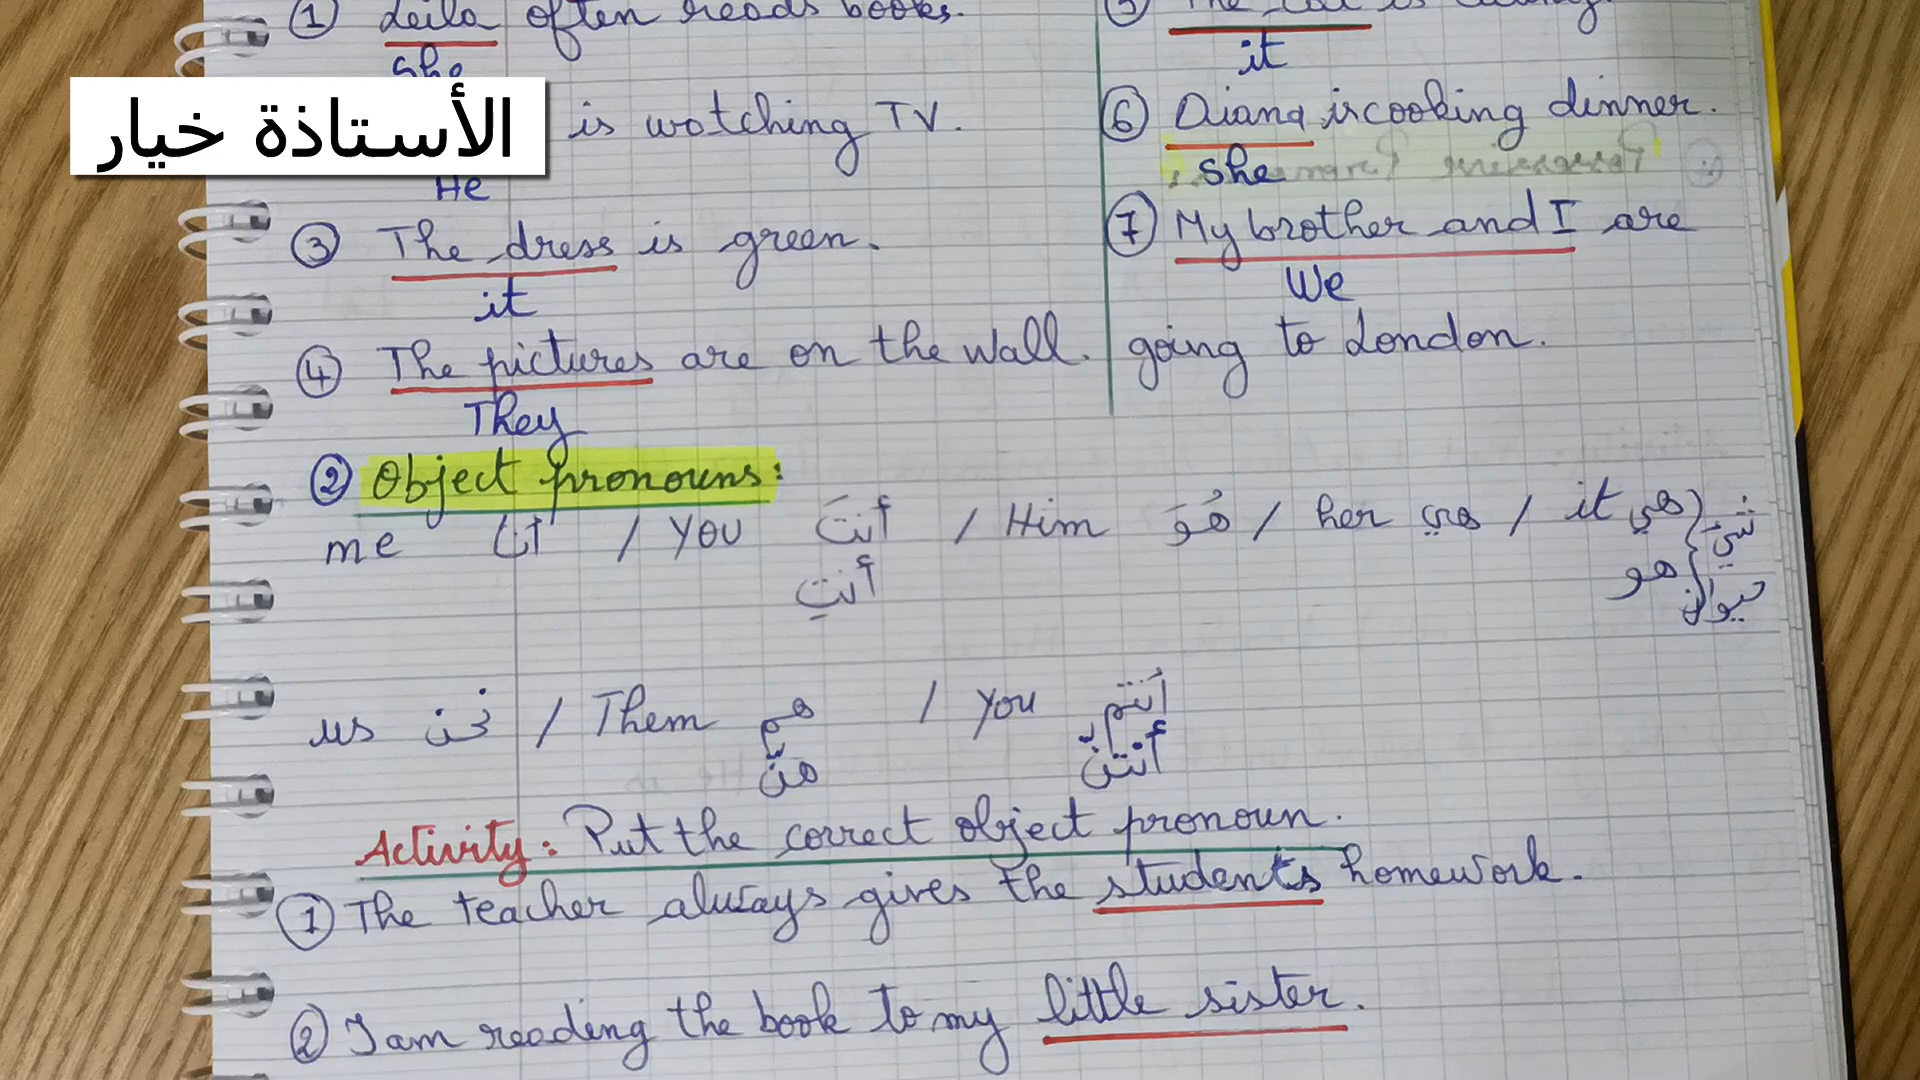 ① Leila often reads books.
She
الأستاذة خيار
is watching TV.
He
③ The dress is green.
it
④ The pictures are on the wall.
They
it
⑥ Diana is cooking dinner.
she
⑦ My brother and I are
We
going to London.
② Object pronouns:
me أنا / you أنتَ / Him هُوَ / her هي / it هي شيئ
أنتِ هو حيوان
us نحن / Them هم / you أنتم
هنّ أنتنّ
Activity: Put the correct object pronoun.
① The teacher always gives the students homework.
② I am reading the book to my little sister.